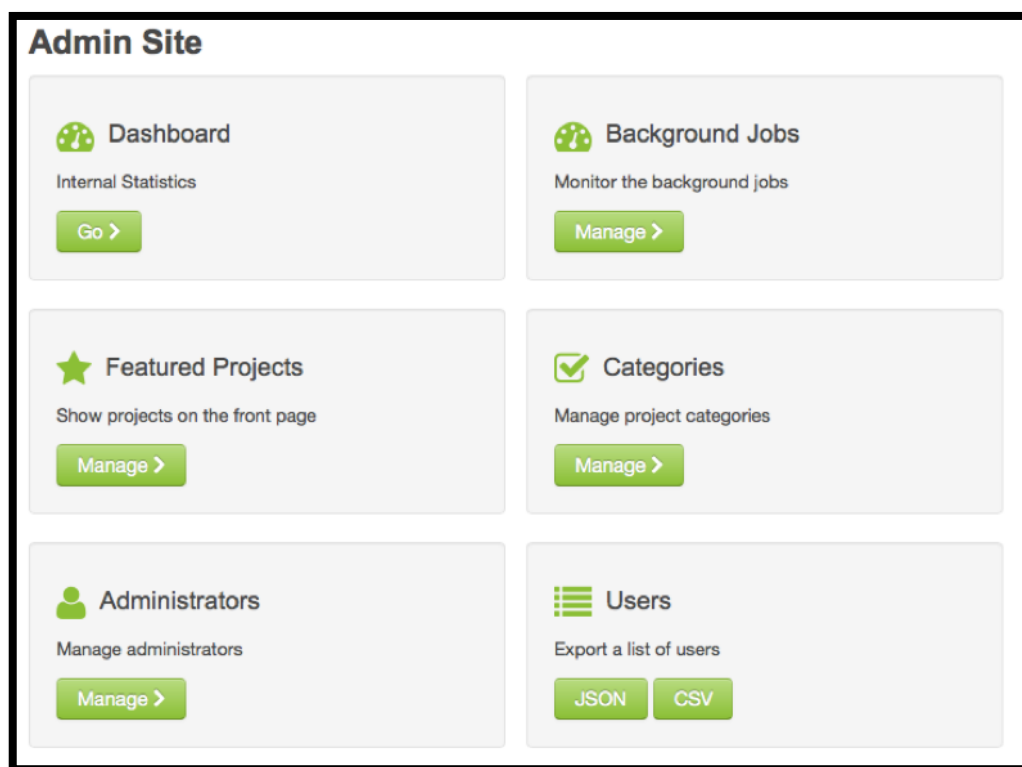 Admin Site
Dashboard
Internal Statistics
Go
Background Jobs
Monitor the background jobs
Manage
Featured Projects
Show projects on the front page
Manage
Categories
Manage project categories
Manage
Administrators
Manage administrators
Manage
Users
Export a list of users
JSON CSV